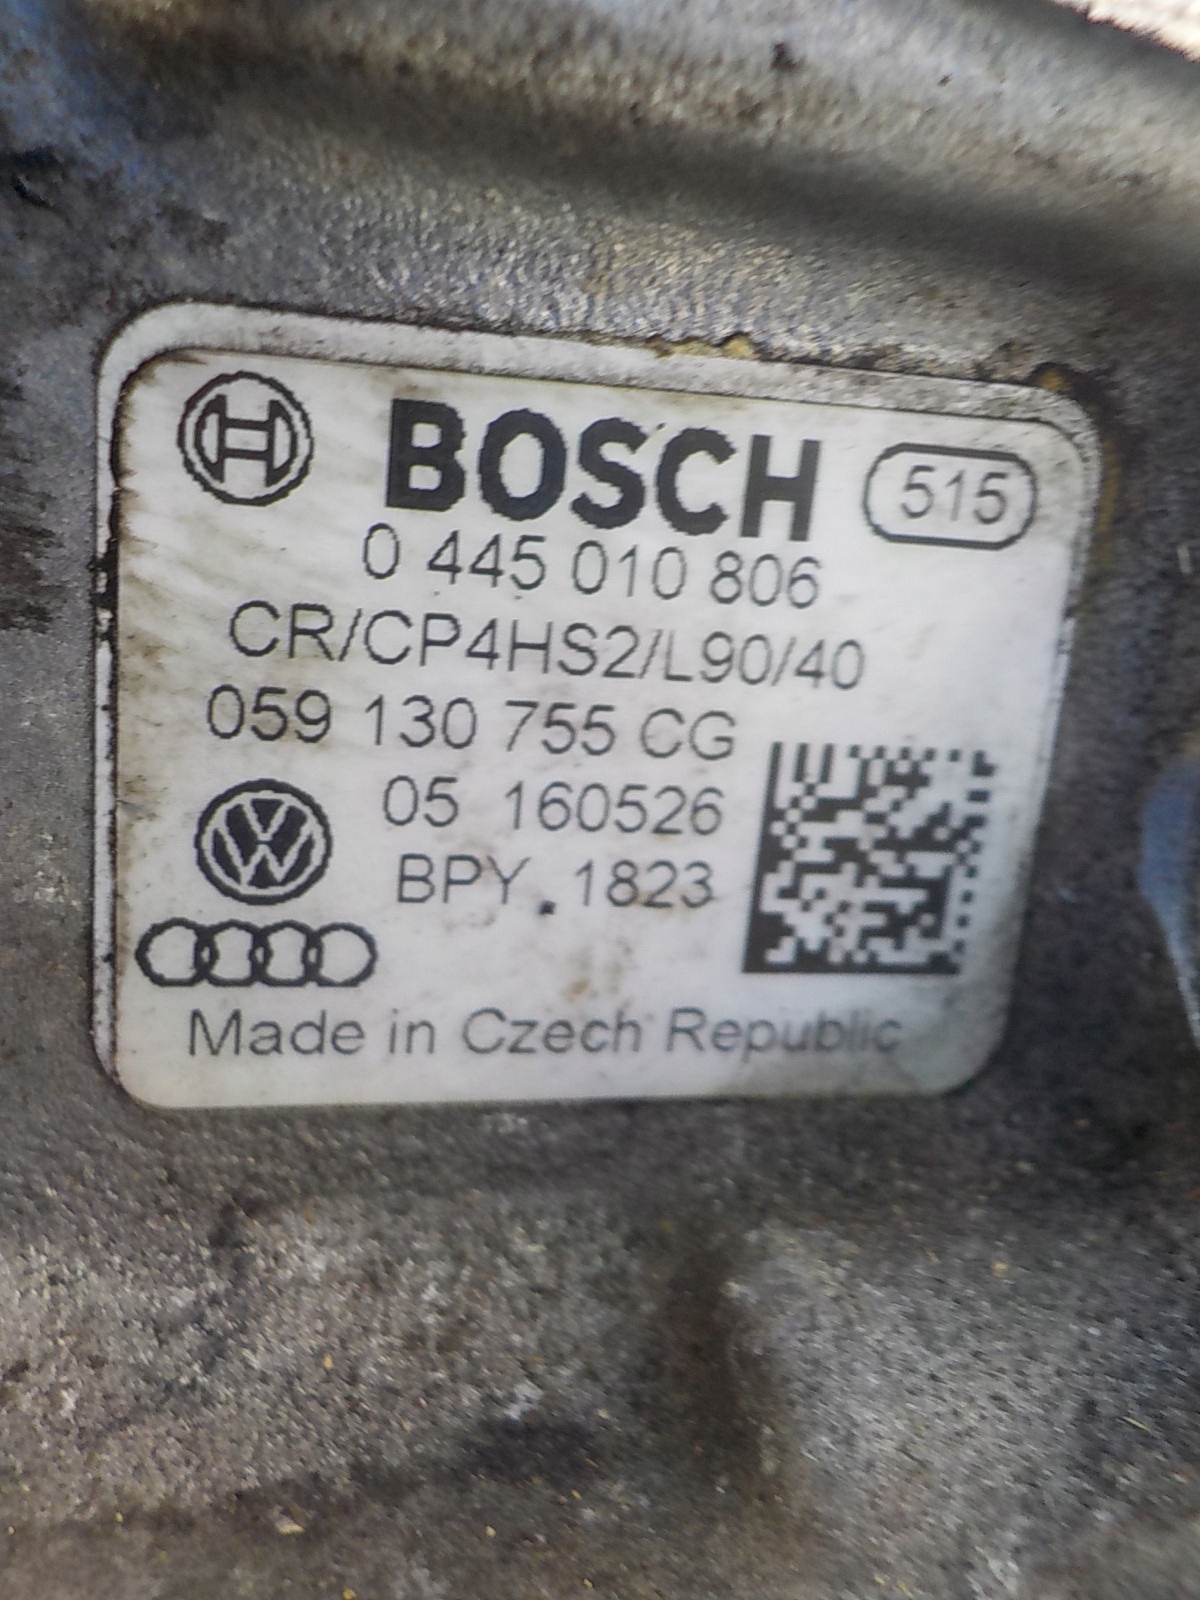 BOSCH 515
0 445 010 806
CR/CP4HS2/L90/40
059 130 755 CG
05 160526
BPY 1823
Made in Czech Republic